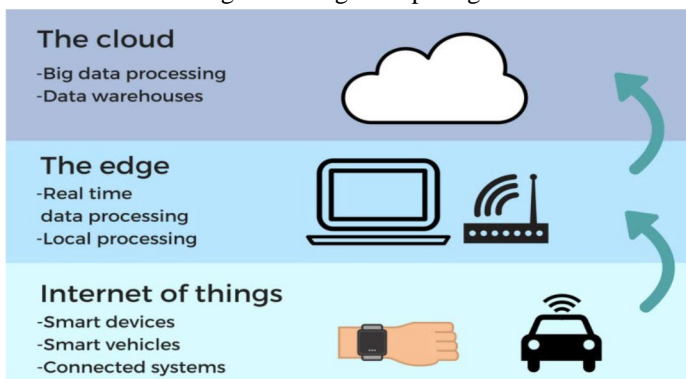 The cloud
-Big data processing
-Data warehouses
The edge
-Real time
data processing
-Local processing
Internet of things
-Smart devices
-Smart vehicles
-Connected systems